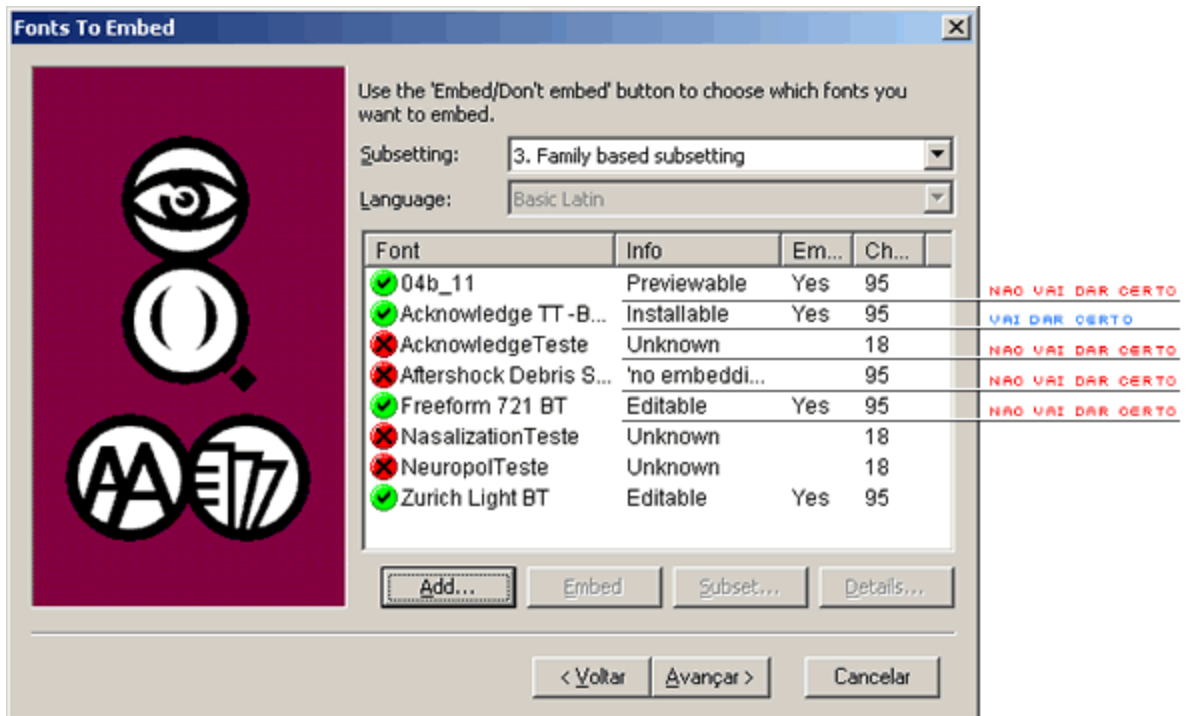 Fonts To Embed
Use the 'Embed/Don't embed' button to choose which fonts you
want to embed.
Subsetting: 3. Family based subsetting
Language: Basic Latin
Font Info Em... Ch...
04b_11 Previewable Yes 95 NAO VAI DAR CERTO
Acknowledge TT -B... Installable Yes 95 VAI DAR CERTO
AcknowledgeTeste Unknown 18 NAO VAI DAR CERTO
Aftershock Debris S... 'no embeddi... 95 NAO VAI DAR CERTO
Freeform 721 BT Editable Yes 95 NAO VAI DAR CERTO
NasalizationTeste Unknown 18
NeuropolTeste Unknown 18
Zurich Light BT Editable Yes 95
Add... Embed Subset... Details...
< Voltar Avançar > Cancelar